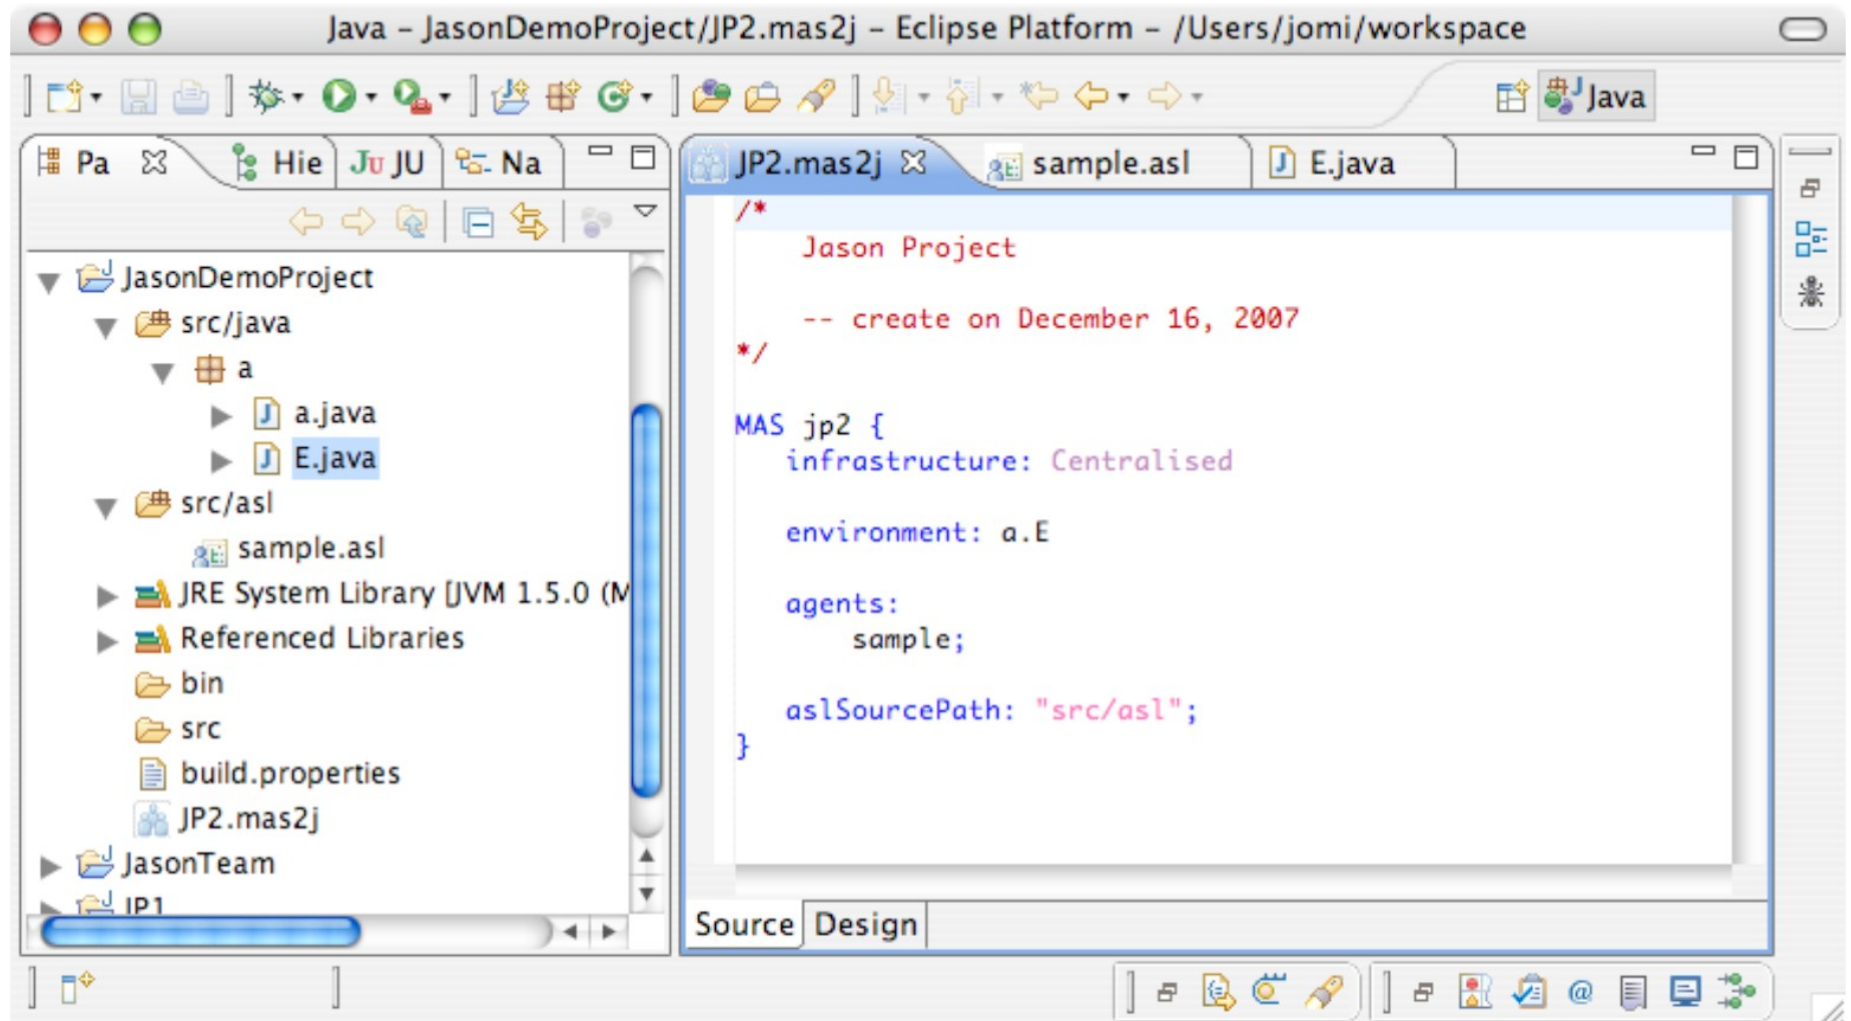 Java – JasonDemoProject/JP2.mas2j – Eclipse Platform – /Users/jomi/workspace
Java
Pa
Hie
JU JU
Na
JP2.mas2j
sample.asl
E.java
JasonDemoProject
src/java
a
a.java
E.java
src/asl
sample.asl
JRE System Library [JVM 1.5.0 (M
Referenced Libraries
bin
src
build.properties
JP2.mas2j
JasonTeam
JP1
/*
Jason Project
-- create on December 16, 2007
*/
MAS jp2 {
infrastructure: Centralised
environment: a.E
agents:
sample;
aslSourcePath: "src/asl";
}
Source
Design